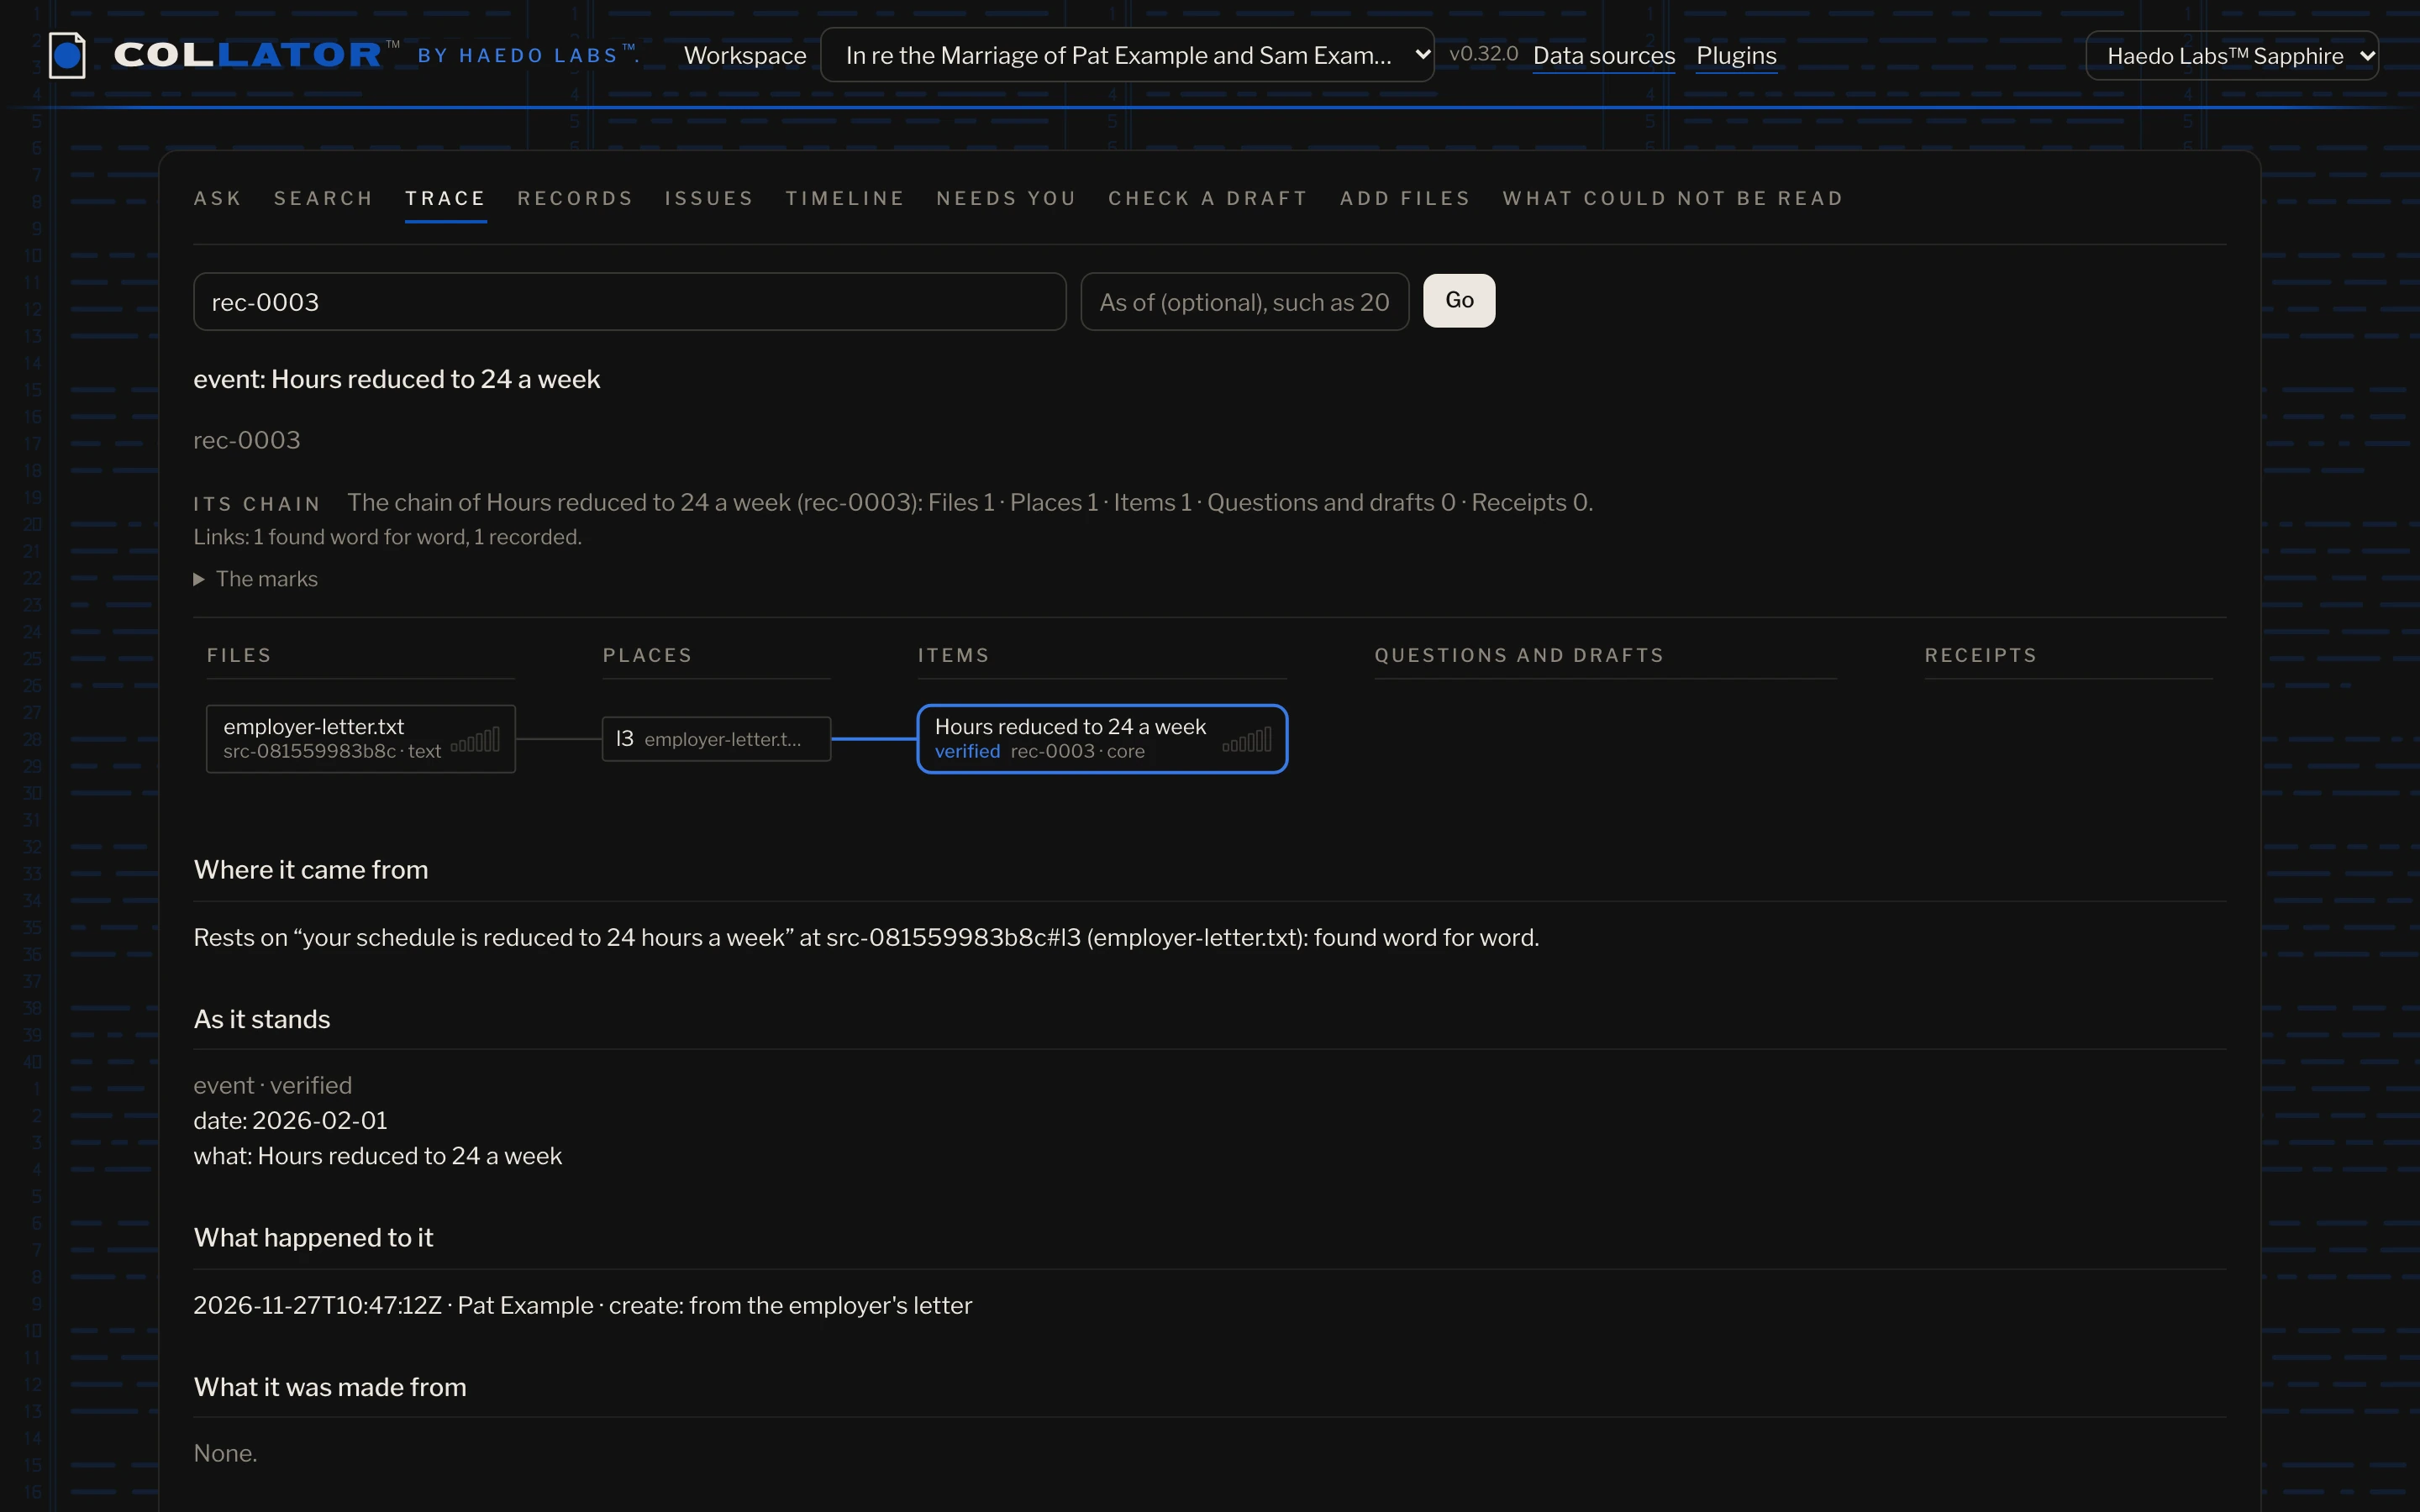 COLLATOR™ BY HAEDO LABS™. Workspace In re the Marriage of Pat Example and Sam Exam... v0.32.0 Data sources Plugins Haedo Labs™ Sapphire
ASK SEARCH TRACE RECORDS ISSUES TIMELINE NEEDS YOU CHECK A DRAFT ADD FILES WHAT COULD NOT BE READ
rec-0003 As of (optional), such as 20 Go
event: Hours reduced to 24 a week
rec-0003
ITS CHAIN The chain of Hours reduced to 24 a week (rec-0003): Files 1 · Places 1 · Items 1 · Questions and drafts 0 · Receipts 0.
Links: 1 found word for word, 1 recorded.
The marks
FILES PLACES ITEMS QUESTIONS AND DRAFTS RECEIPTS
employer-letter.txt
src-081559983b8c · text
l3 employer-letter.t...
Hours reduced to 24 a week
verified rec-0003 · core
Where it came from
Rests on “your schedule is reduced to 24 hours a week” at src-081559983b8c#l3 (employer-letter.txt): found word for word.
As it stands
event · verified
date: 2026-02-01
what: Hours reduced to 24 a week
What happened to it
2026-11-27T10:47:12Z · Pat Example · create: from the employer's letter
What it was made from
None.